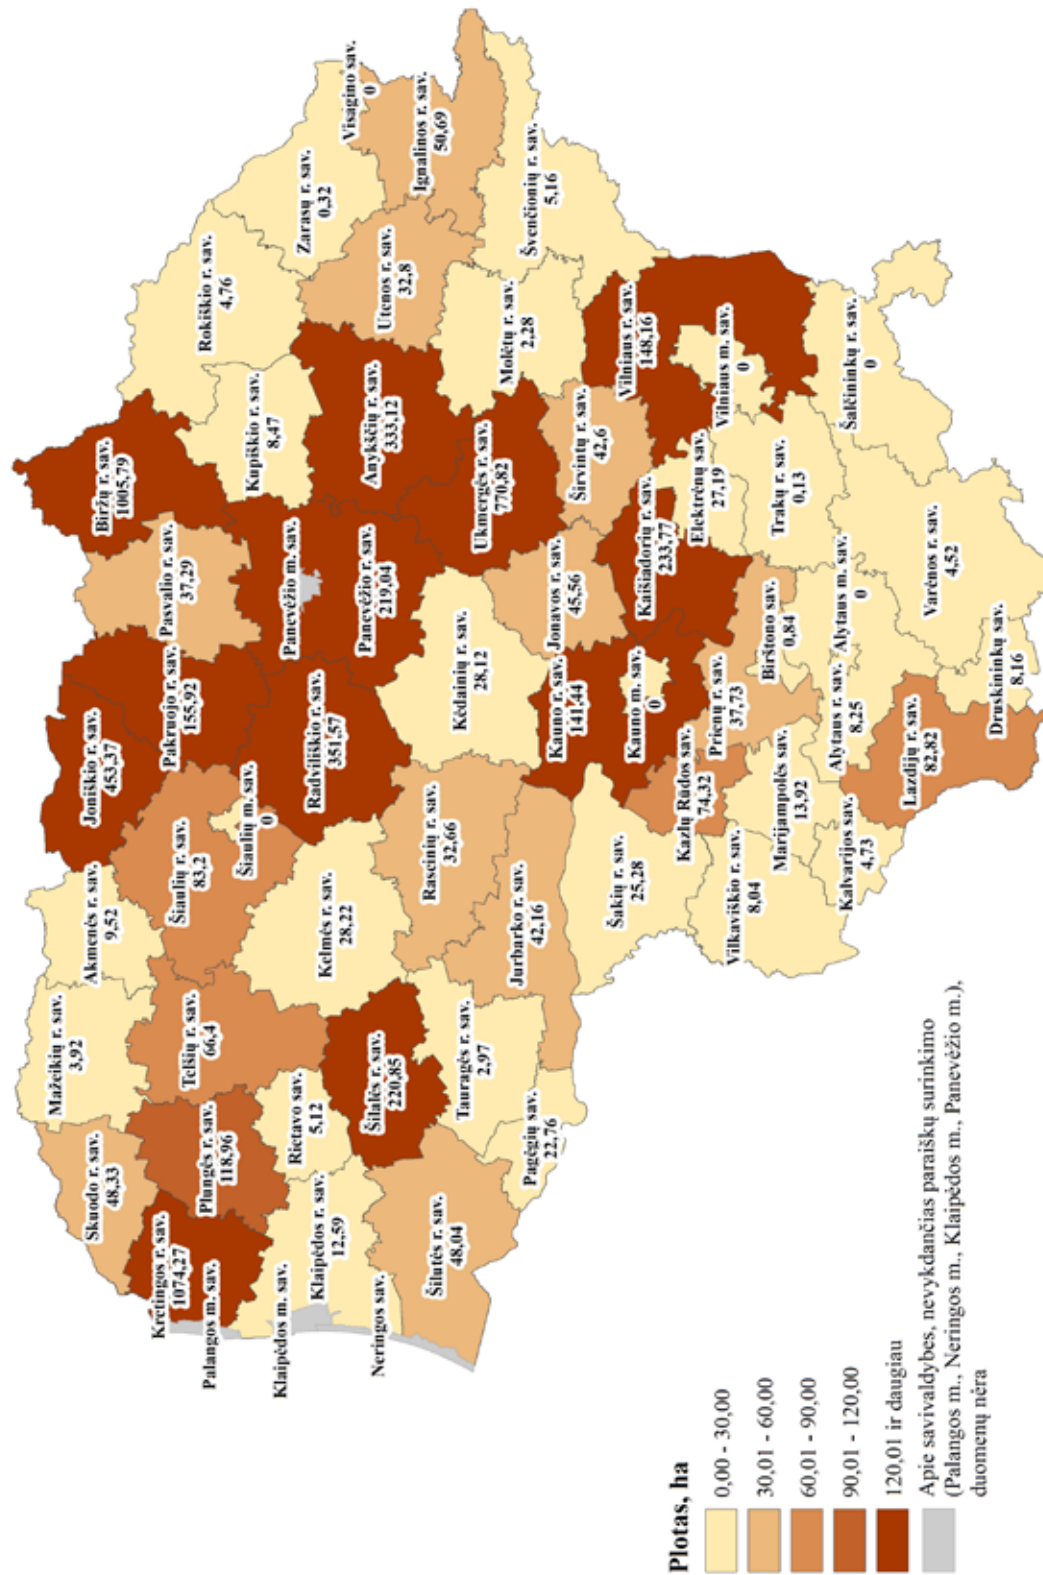 Skuodo r. sav.
48,33
Mažeikių r. sav.
3,92
Akmenės r. sav.
9,52
Joniškio r. sav.
453,37
Pakruojo r. sav.
155,92
Pasvalio r. sav.
37,29
Biržų r. sav.
1005,79
Rokiškio r. sav.
4,76
Kretingos r. sav.
1074,27
Palangos m. sav.
Plungės r. sav.
118,96
Telšių r. sav.
66,4
Šiaulių r. sav.
83,2
Šiaulių m. sav.
0
Radviliškio r. sav.
351,57
Panevėžio m. sav.
Panevėžio r. sav.
219,04
Kupiškio r. sav.
8,47
Zarasų r. sav.
0,32
Visagino sav.
0
Klaipėdos m. sav.
Klaipėdos r. sav.
12,59
Rietavo sav.
5,12
Kelmės r. sav.
28,22
Anykščių r. sav.
333,12
Utenos r. sav.
32,8
Ignalinos r. sav.
50,69
Neringos sav.
Šilutės r. sav.
48,04
Šilalės r. sav.
220,85
Tauragės r. sav.
2,97
Raseinių r. sav.
32,66
Kėdainių r. sav.
28,12
Ukmergės r. sav.
770,82
Molėtų r. sav.
2,28
Švenčionių r. sav.
5,16
Pagėgių sav.
22,76
Jurbarko r. sav.
42,16
Kauno r. sav.
141,44
Kauno m. sav.
0
Jonavos r. sav.
45,56
Širvintų r. sav.
42,6
Vilniaus r. sav.
148,16
Vilniaus m. sav.
0
Šakių r. sav.
25,28
Kazlų Rūdos sav.
74,32
Prienų r. sav.
37,73
Birštono sav.
0,84
Kaišiadorių r. sav.
233,77
Elektrėnų sav.
27,19
Trakų r. sav.
0,13
Vilkaviškio r. sav.
8,04
Marijampolės sav.
13,92
Kalvarijos sav.
4,73
Alytaus r. sav.
8,25
Alytaus m. sav.
0
Šalčininkų r. sav.
0
Lazdijų r. sav.
82,82
Druskininkų sav.
8,16
Varėnos r. sav.
4,52
Plotas, ha
0,00 - 30,00
30,01 - 60,00
60,01 - 90,00
90,01 - 120,00
120,01 ir daugiau
Apie savivaldybes, nevykdančias paraiškų surinkimo
(Palangos m., Neringos m., Klaipėdos m., Panevėžio m.),
duomenų nėra